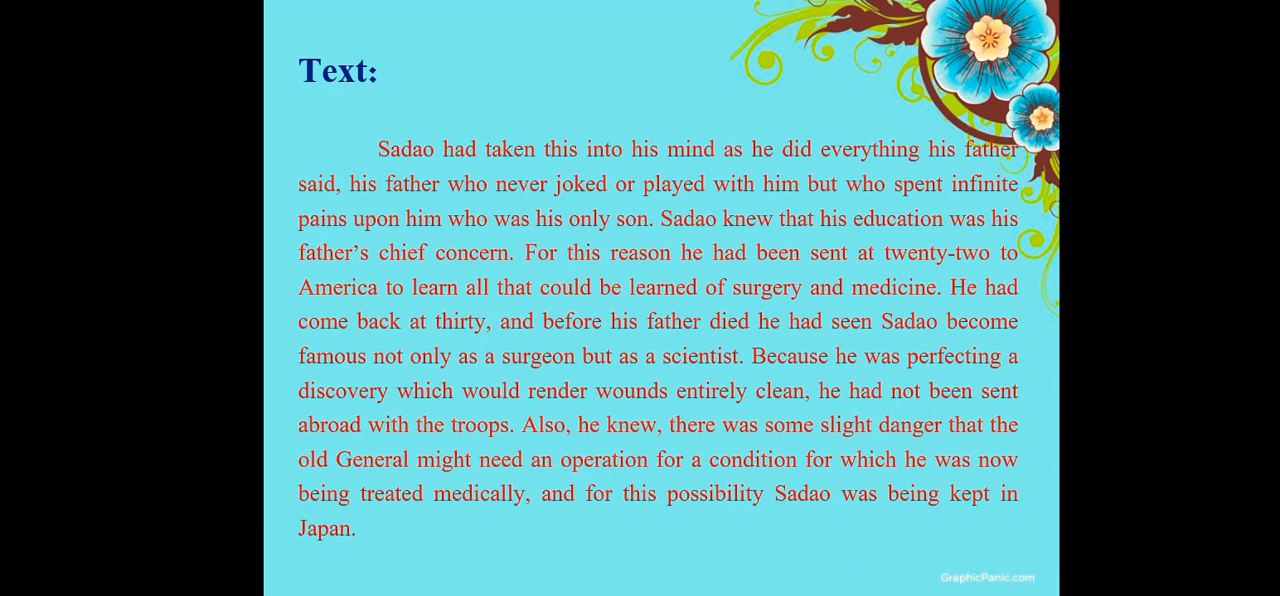 Text:
Sadao had taken this into his mind as he did everything his father
said, his father who never joked or played with him but who spent infinite
pains upon him who was his only son. Sadao knew that his education was his
father’s chief concern. For this reason he had been sent at twenty-two to
America to learn all that could be learned of surgery and medicine. He had
come back at thirty, and before his father died he had seen Sadao become
famous not only as a surgeon but as a scientist. Because he was perfecting a
discovery which would render wounds entirely clean, he had not been sent
abroad with the troops. Also, he knew, there was some slight danger that the
old General might need an operation for a condition for which he was now
being treated medically, and for this possibility Sadao was being kept in
Japan.
GraphicPanic.com